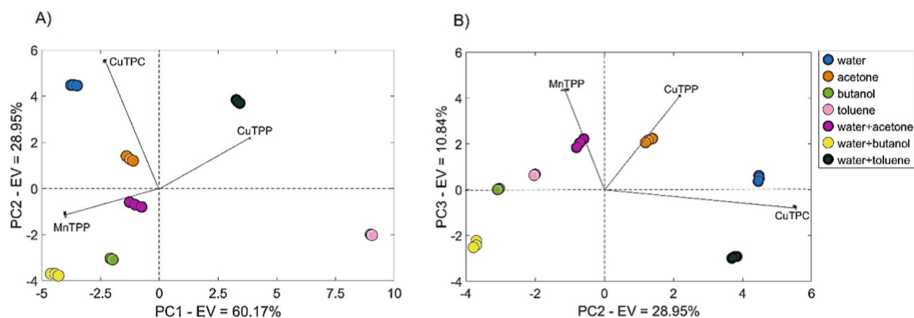 A)
6
4
2
0
-2
-4
-5
-2.5
0
2.5
5
7.5
10
PC2 - EV = 28.95%
PC1 - EV = 60.17%
CuTPC
CuTPP
MnTPP
B)
6
4
2
0
-2
-4
-4
-2
0
2
4
6
PC3 - EV = 10.84%
PC2 - EV = 28.95%
MnTPP
CuTPP
CuTPC
water
acetone
butanol
toluene
water+acetone
water+butanol
water+toluene